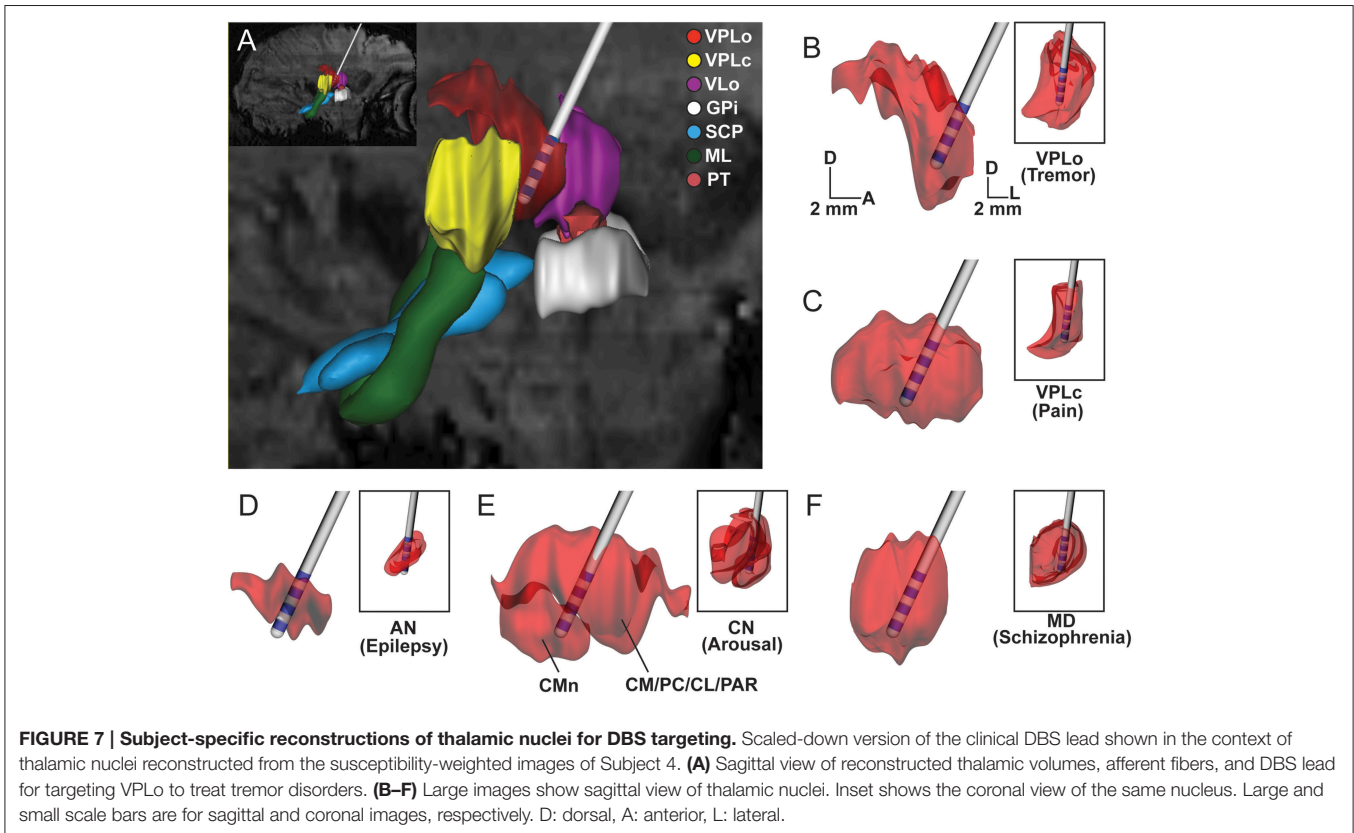 A
VPLo
VPLc
VLo
GPi
SCP
ML
PT
B
D
A
2 mm
D
L
2 mm
VPLo
(Tremor)
C
VPLc
(Pain)
D
AN
(Epilepsy)
E
CMn
CM/PC/CL/PAR
CN
(Arousal)
F
MD
(Schizophrenia)
FIGURE 7 | Subject-specific reconstructions of thalamic nuclei for DBS targeting. Scaled-down version of the clinical DBS lead shown in the context of
thalamic nuclei reconstructed from the susceptibility-weighted images of Subject 4. (A) Sagittal view of reconstructed thalamic volumes, afferent fibers, and DBS lead
for targeting VPLo to treat tremor disorders. (B–F) Large images show sagittal view of thalamic nuclei. Inset shows the coronal view of the same nucleus. Large and
small scale bars are for sagittal and coronal images, respectively. D: dorsal, A: anterior, L: lateral.